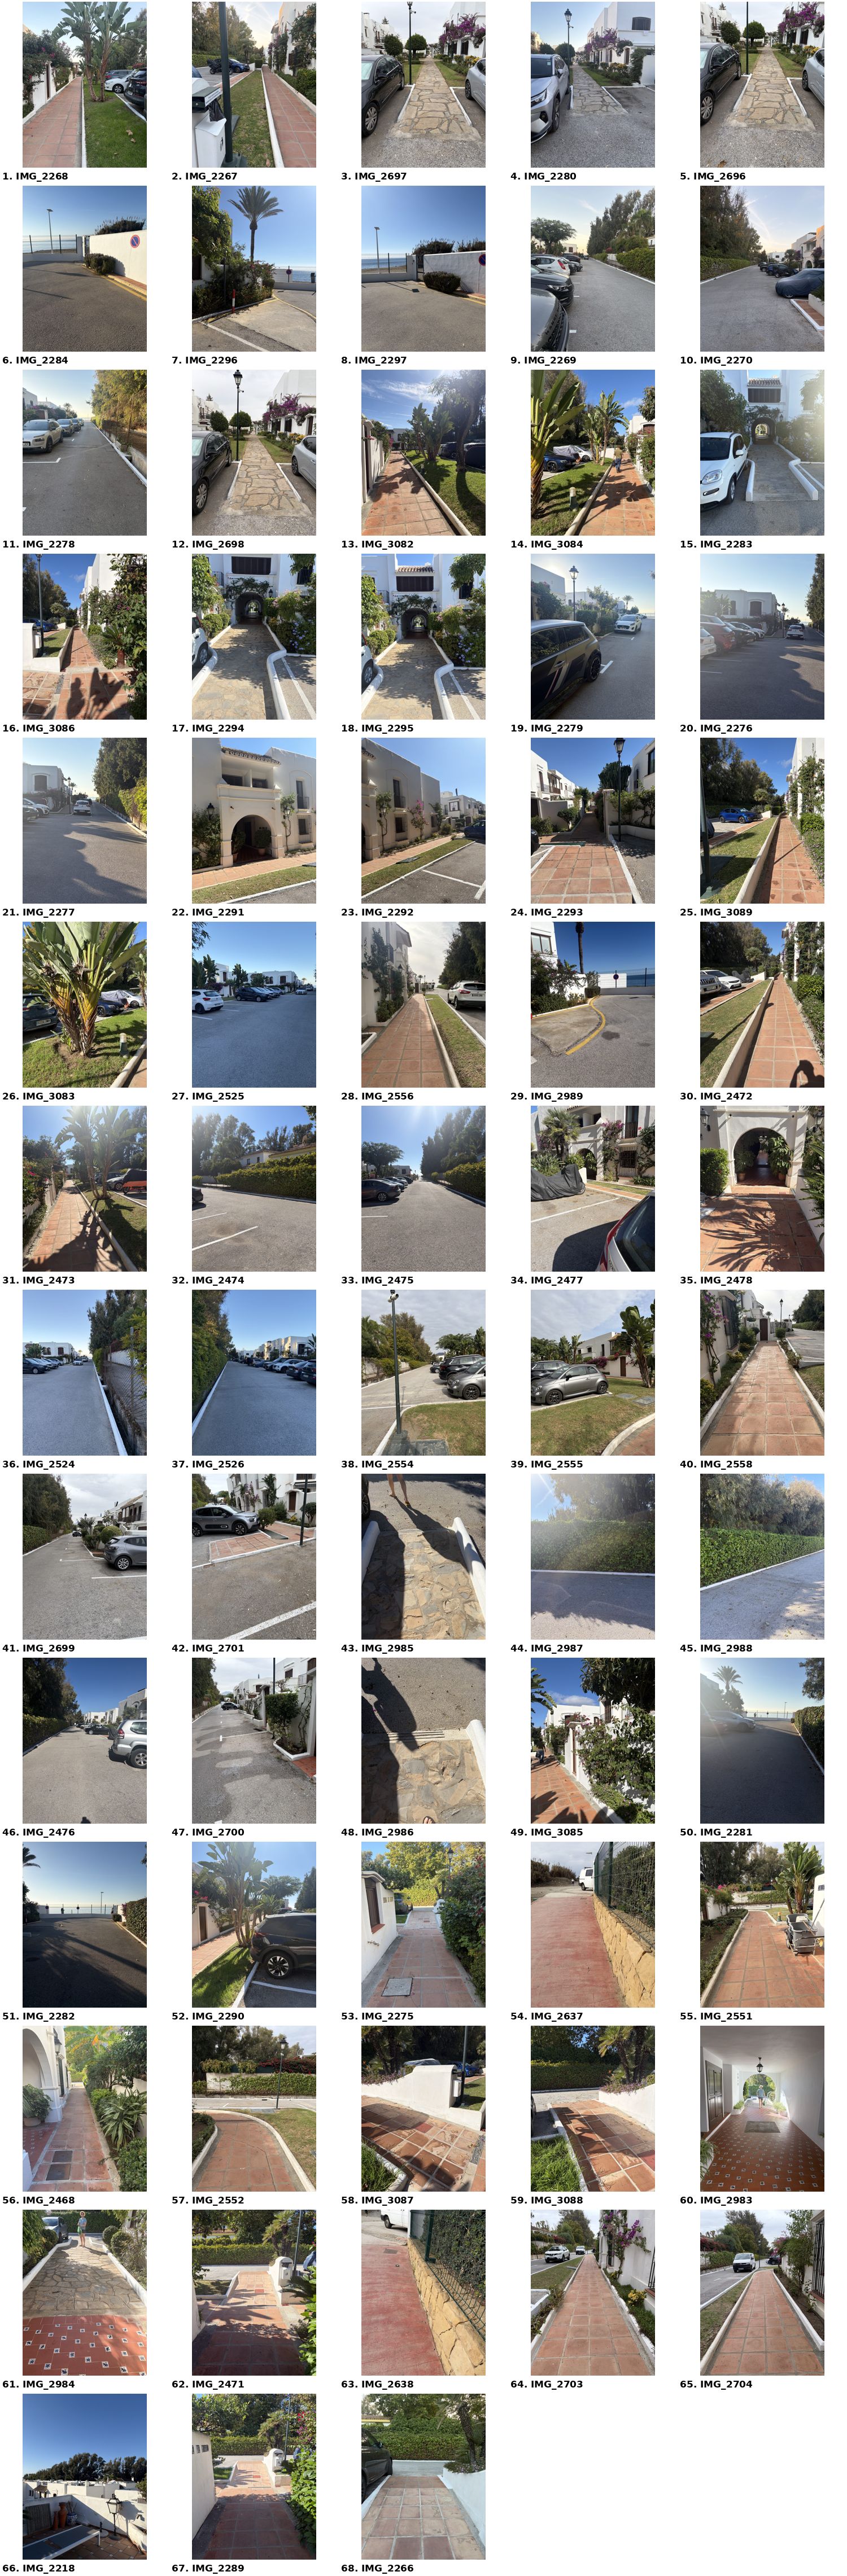 1. IMG_2268
2. IMG_2267
3. IMG_2697
4. IMG_2280
5. IMG_2696
6. IMG_2284
7. IMG_2296
8. IMG_2297
9. IMG_2269
10. IMG_2270
11. IMG_2278
12. IMG_2698
13. IMG_3082
14. IMG_3084
15. IMG_2283
16. IMG_3086
17. IMG_2294
18. IMG_2295
19. IMG_2279
20. IMG_2276
21. IMG_2277
22. IMG_2291
23. IMG_2292
24. IMG_2293
25. IMG_3089
26. IMG_3083
27. IMG_2525
28. IMG_2556
29. IMG_2989
30. IMG_2472
31. IMG_2473
32. IMG_2474
33. IMG_2475
34. IMG_2477
35. IMG_2478
36. IMG_2524
37. IMG_2526
38. IMG_2554
39. IMG_2555
40. IMG_2558
41. IMG_2699
42. IMG_2701
43. IMG_2985
44. IMG_2987
45. IMG_2988
46. IMG_2476
47. IMG_2700
48. IMG_2986
49. IMG_3085
50. IMG_2281
51. IMG_2282
52. IMG_2290
53. IMG_2275
54. IMG_2637
55. IMG_2551
56. IMG_2468
57. IMG_2552
58. IMG_3087
59. IMG_3088
60. IMG_2983
61. IMG_2984
62. IMG_2471
63. IMG_2638
64. IMG_2703
65. IMG_2704
66. IMG_2218
67. IMG_2289
68. IMG_2266